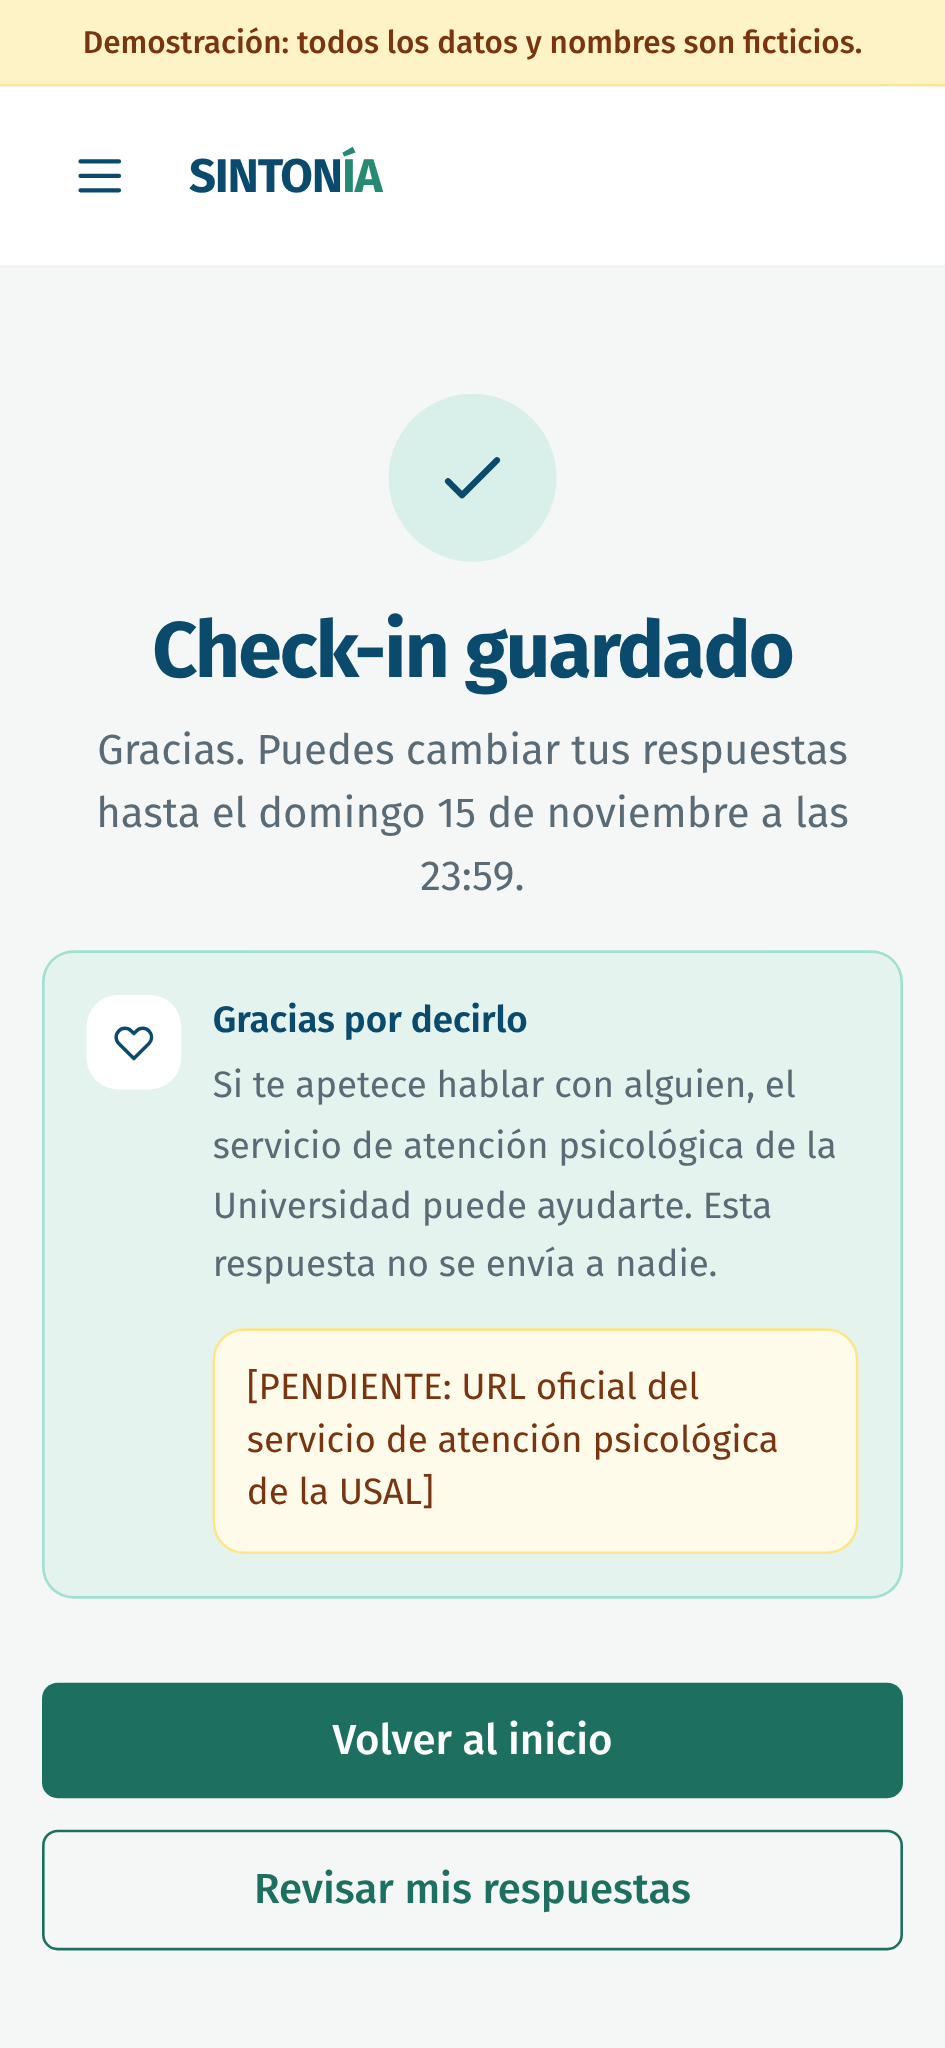 Demostración: todos los datos y nombres son ficticios.
SINTONÍA
Check-in guardado
Gracias. Puedes cambiar tus respuestas
hasta el domingo 15 de noviembre a las
23:59.
Gracias por decirlo
Si te apetece hablar con alguien, el
servicio de atención psicológica de la
Universidad puede ayudarte. Esta
respuesta no se envía a nadie.
[PENDIENTE: URL oficial del
servicio de atención psicológica
de la USAL]
Volver al inicio
Revisar mis respuestas